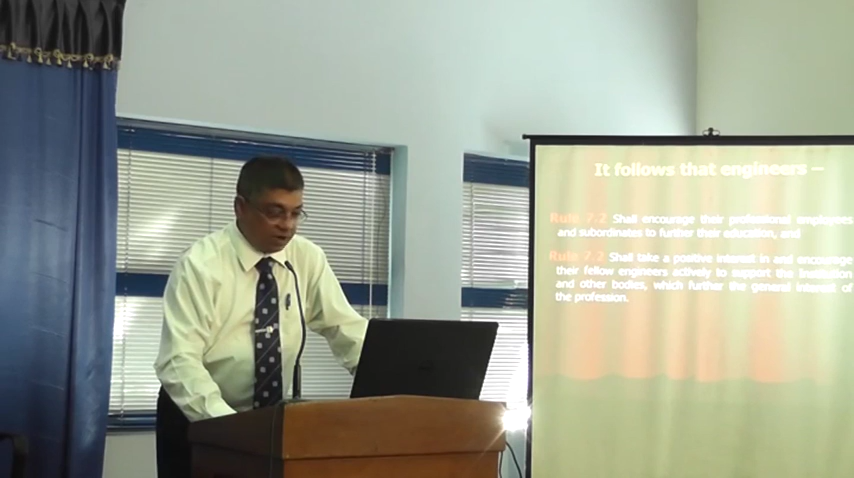 It follows that engineers –
Rule 7.2 Shall encourage their professional employees
and subordinates to further their education, and
Rule 7.2 Shall take a positive interest in and encourage
their fellow engineers actively to support the Institution
and other bodies, which further the general interest of
the profession.